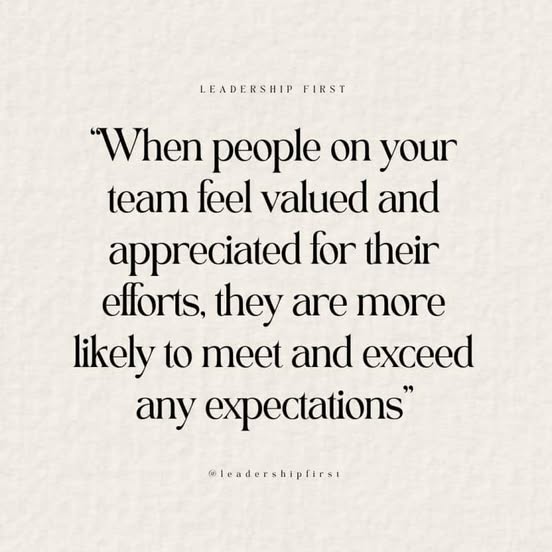 LEADERSHIP FIRST
“When people on your
team feel valued and
appreciated for their
efforts, they are more
likely to meet and exceed
any expectations”
@leadershipfirst